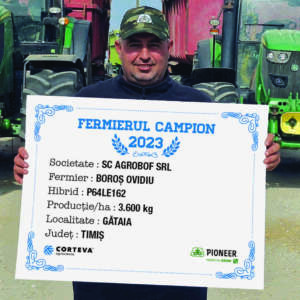 FERMIERUL CAMPION
2023
Societate : SC AGROBOF SRL
Fermier : BOROȘ OVIDIU
Hibrid : P64LE162
Producție/ha : 3.600 kg
Localitate : GĂTAIA
Județ : TIMIȘ
CORTEVA
agriscience
PIONEER